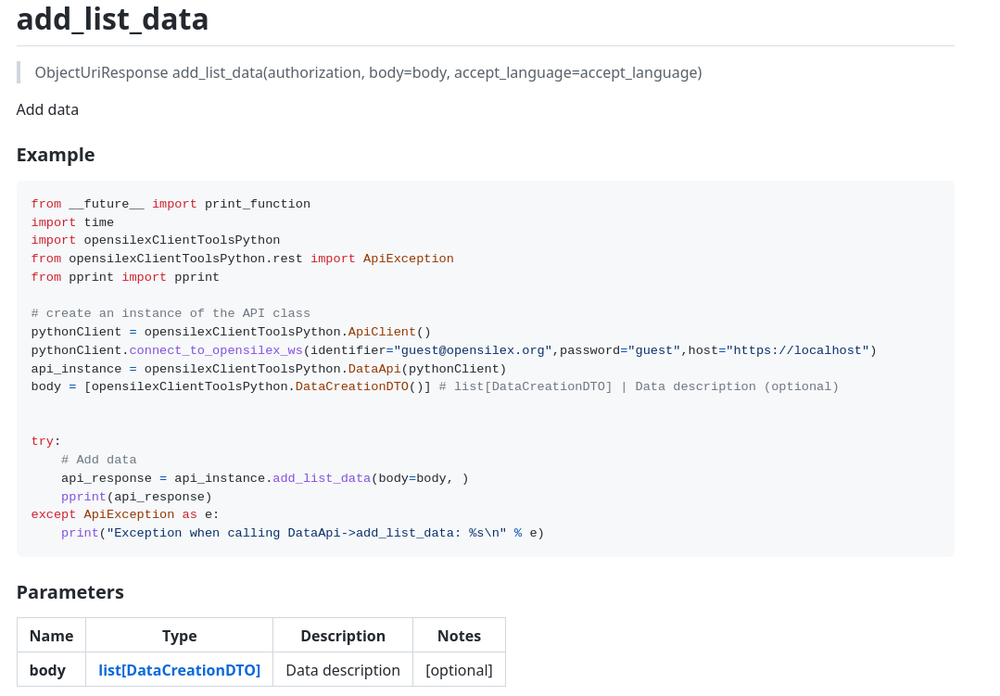 add_list_data
ObjectUriResponse add_list_data(authorization, body=body, accept_language=accept_language)
Add data
Example
from __future__ import print_function
import time
import opensilexClientToolsPython
from opensilexClientToolsPython.rest import ApiException
from pprint import pprint
# create an instance of the API class
pythonClient = opensilexClientToolsPython.ApiClient()
pythonClient.connect_to_opensilex_ws(identifier="guest@opensilex.org",password="guest",host="https://localhost")
api_instance = opensilexClientToolsPython.DataApi(pythonClient)
body = [opensilexClientToolsPython.DataCreationDTO()] # list[DataCreationDTO] | Data description (optional)
try:
    # Add data
    api_response = api_instance.add_list_data(body=body, )
    pprint(api_response)
except ApiException as e:
    print("Exception when calling DataApi->add_list_data: %s\n" % e)
Parameters
Name Type Description Notes
body list[DataCreationDTO] Data description [optional]